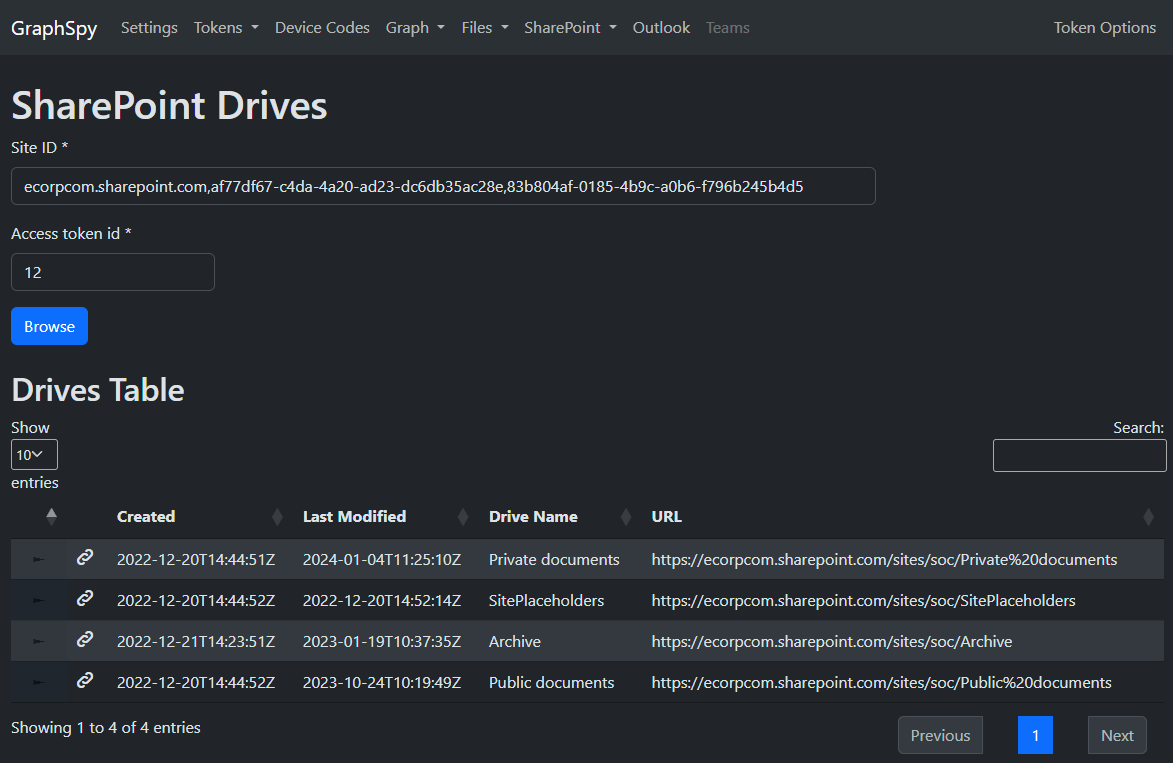 GraphSpy Settings Tokens Device Codes Graph Files SharePoint Outlook Teams Token Options
SharePoint Drives
Site ID *
ecorpcom.sharepoint.com,af77df67-c4da-4a20-ad23-dc6db35ac28e,83b804af-0185-4b9c-a0b6-f796b245b4d5
Access token id *
12
Browse
Drives Table
Show
10
entries
Search:
Created Last Modified Drive Name URL
2022-12-20T14:44:51Z 2024-01-04T11:25:10Z Private documents https://ecorpcom.sharepoint.com/sites/soc/Private%20documents
2022-12-20T14:44:52Z 2022-12-20T14:52:14Z SitePlaceholders https://ecorpcom.sharepoint.com/sites/soc/SitePlaceholders
2022-12-21T14:23:51Z 2023-01-19T10:37:35Z Archive https://ecorpcom.sharepoint.com/sites/soc/Archive
2022-12-20T14:44:52Z 2023-10-24T10:19:49Z Public documents https://ecorpcom.sharepoint.com/sites/soc/Public%20documents
Showing 1 to 4 of 4 entries
Previous 1 Next